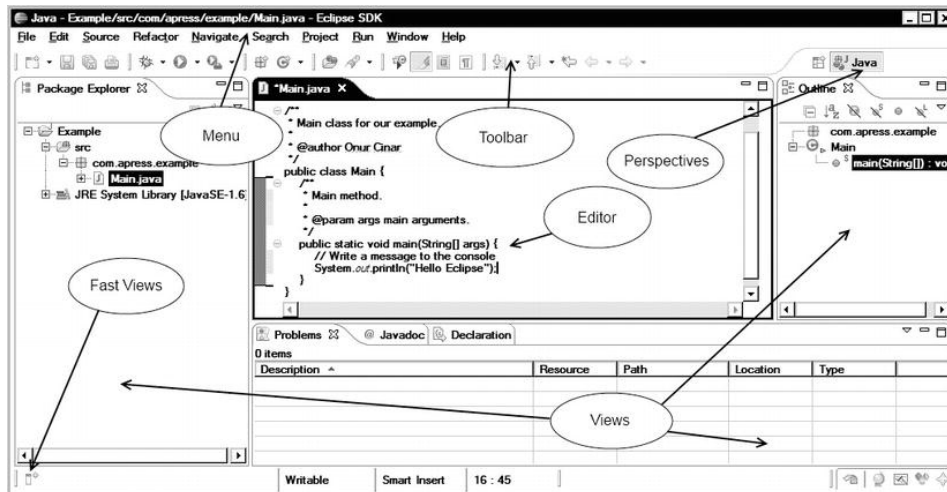 Java - Example/src/com/apress/example/Main.java - Eclipse SDK
File Edit Source Refactor Navigate Search Project Run Window Help
Java
Package Explorer
*Main.java
Outline
Menu
Toolbar
Perspectives
Example
src
com.apress.example
Main.java
JRE System Library [JavaSE-1.6]
/**
* Main class for our example.
*
* @author Onur Cinar
*/
public class Main {
/**
* Main method.
*
* @param args main arguments.
*/
public static void main(String[] args) {
// Write a message to the console
System.out.println("Hello Eclipse");
}
}
Editor
com.apress.example
Main
main(String[]) : vo
Fast Views
Problems @ Javadoc Declaration
0 items
Description Resource Path Location Type
Views
Writable Smart Insert 16 : 45